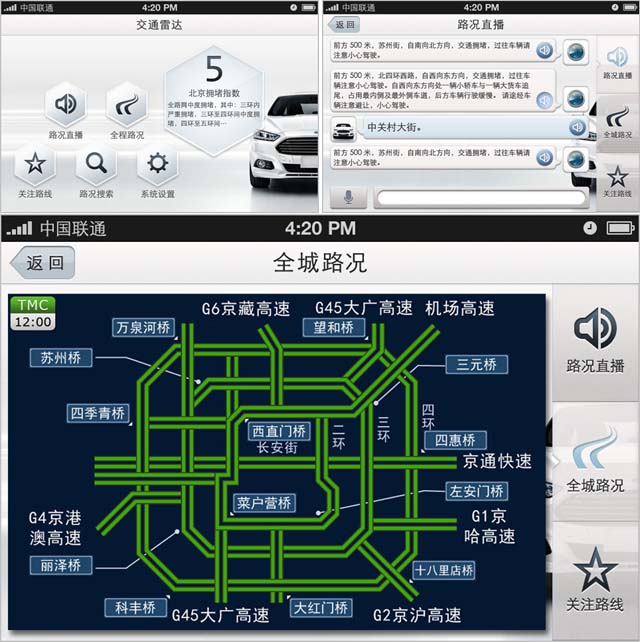 中国联通 4:20 PM
交通雷达
5
北京拥堵指数
全路网中度拥堵，其中：三环内
严重拥堵，三环至四环间中度拥
堵，四环至五环间…
路况直播
全程路况
关注路线
路况搜索
系统设置
中国联通 4:20 PM
返回
路况直播
前方 500 米，苏州街，自南向北方向，交通拥堵，过往车辆请
注意小心驾驶。
前方 500 米，北四环西路，自西向东方向，交通拥堵，过往车
辆请注意小心驾驶。自西向东方向处一辆小轿车与一辆大货车追
尾，占用最内侧及最外侧车道，后方车辆行驶缓慢。 请途经车
辆注意避让，小心驾驶。
中关村大街。
前方 500 米，苏州街，自南向北方向，交通拥堵，过往车辆请
注意小心驾驶。
路况直播
全城路况
关注路线
中国联通 4:20 PM
返回
全城路况
TMC
12:00
G6京藏高速
G45大广高速
机场高速
万泉河桥
望和桥
苏州桥
三元桥
四季青桥
西直门桥
长安街
二环
三环
四环
四惠桥
京通快速
菜户营桥
左安门桥
G4京港
澳高速
G1京
哈高速
丽泽桥
十八里店桥
科丰桥
G45大广高速
大红门桥
G2京沪高速
路况直播
全城路况
关注路线